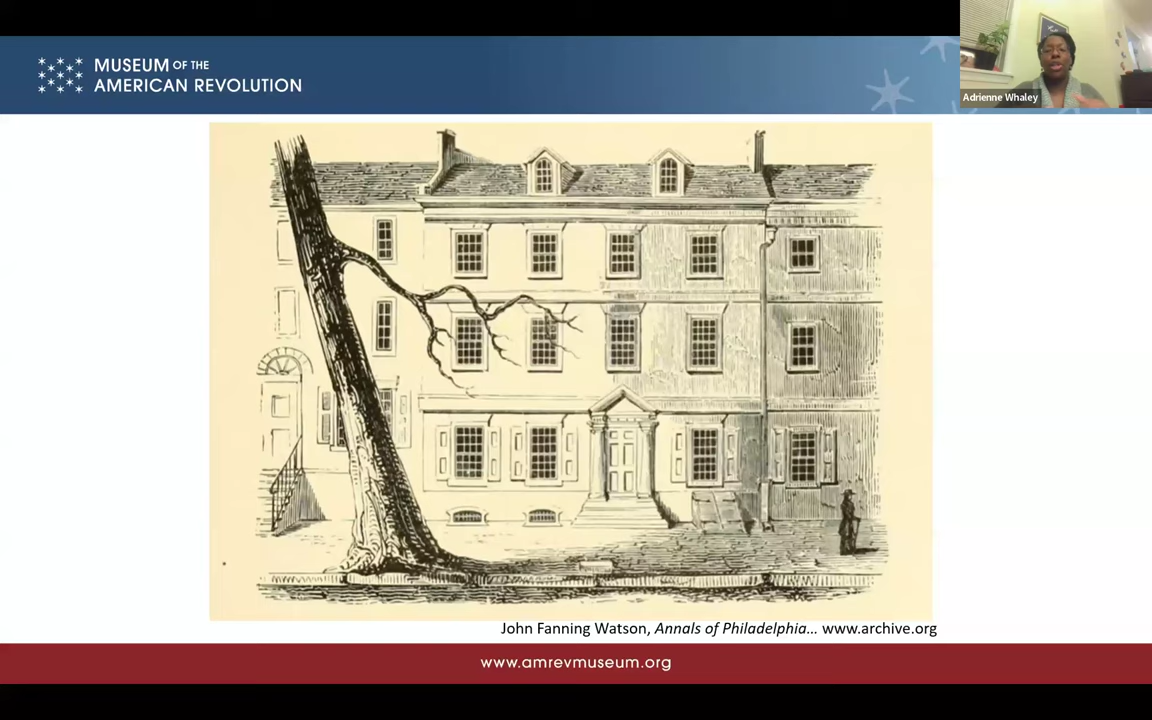 MUSEUM OF THE
AMERICAN REVOLUTION
Adrienne Whaley
John Fanning Watson, Annals of Philadelphia... www.archive.org
www.amrevmuseum.org